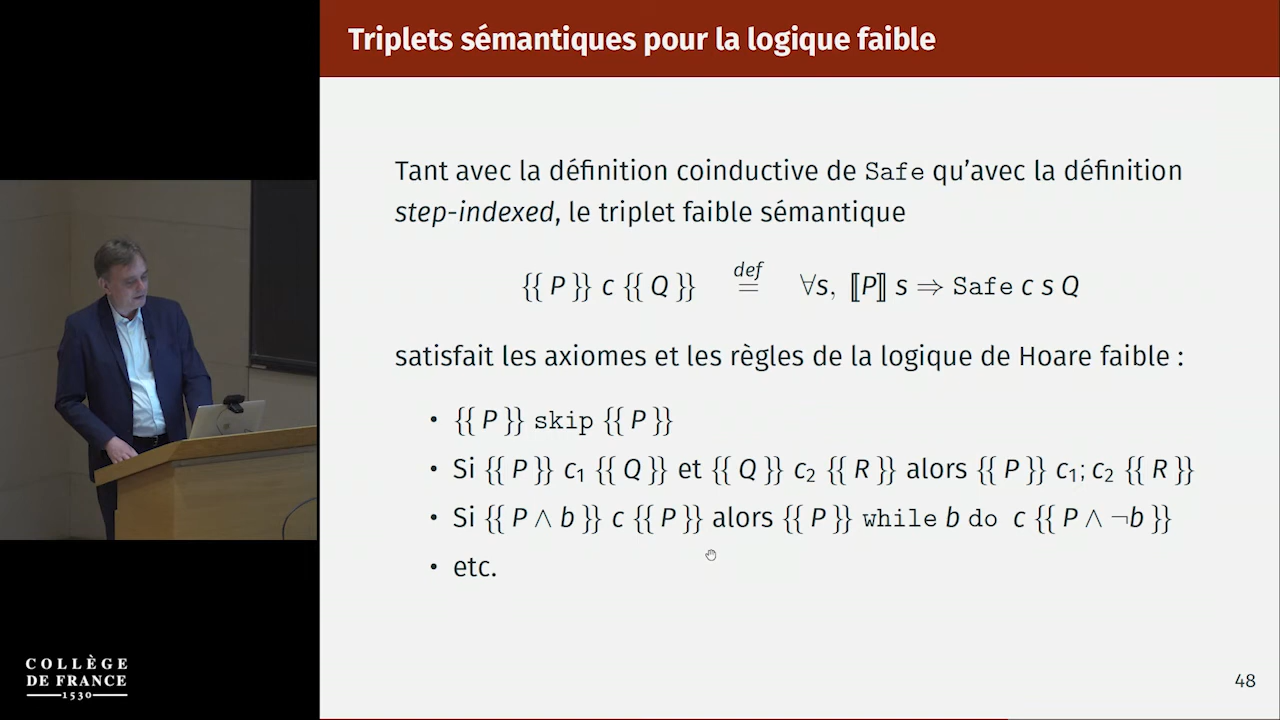 Triplets sémantiques pour la logique faible
Tant avec la définition coinductive de Safe qu'avec la définition
step-indexed, le triplet faible sémantique
{{ P }} c {{ Q }} def= ∀s, ⟦P⟧ s ⇒ Safe c s Q
satisfait les axiomes et les règles de la logique de Hoare faible :
• {{ P }} skip {{ P }}
• Si {{ P }} c₁ {{ Q }} et {{ Q }} c₂ {{ R }} alors {{ P }} c₁; c₂ {{ R }}
• Si {{ P ∧ b }} c {{ P }} alors {{ P }} while b do c {{ P ∧ ¬b }}
• etc.
COLLÈGE
DE FRANCE
1530
48